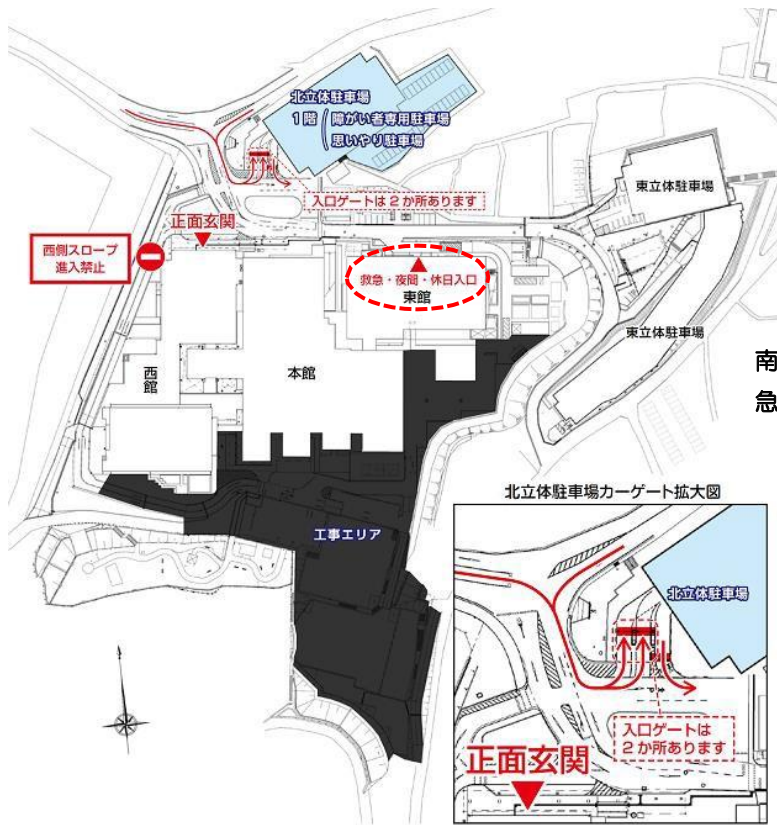 北立体駐車場
1階 ( 障がい者専用駐車場
思いやり駐車場
入口ゲートは2か所あります
正面玄関
西側スロープ
進入禁止
救急・夜間・休日入口
東館
東立体駐車場
東立体駐車場
南
急
西館
本館
工事エリア
北立体駐車場カーゲート拡大図
北立体駐車場
入口ゲートは
2か所あります
正面玄関